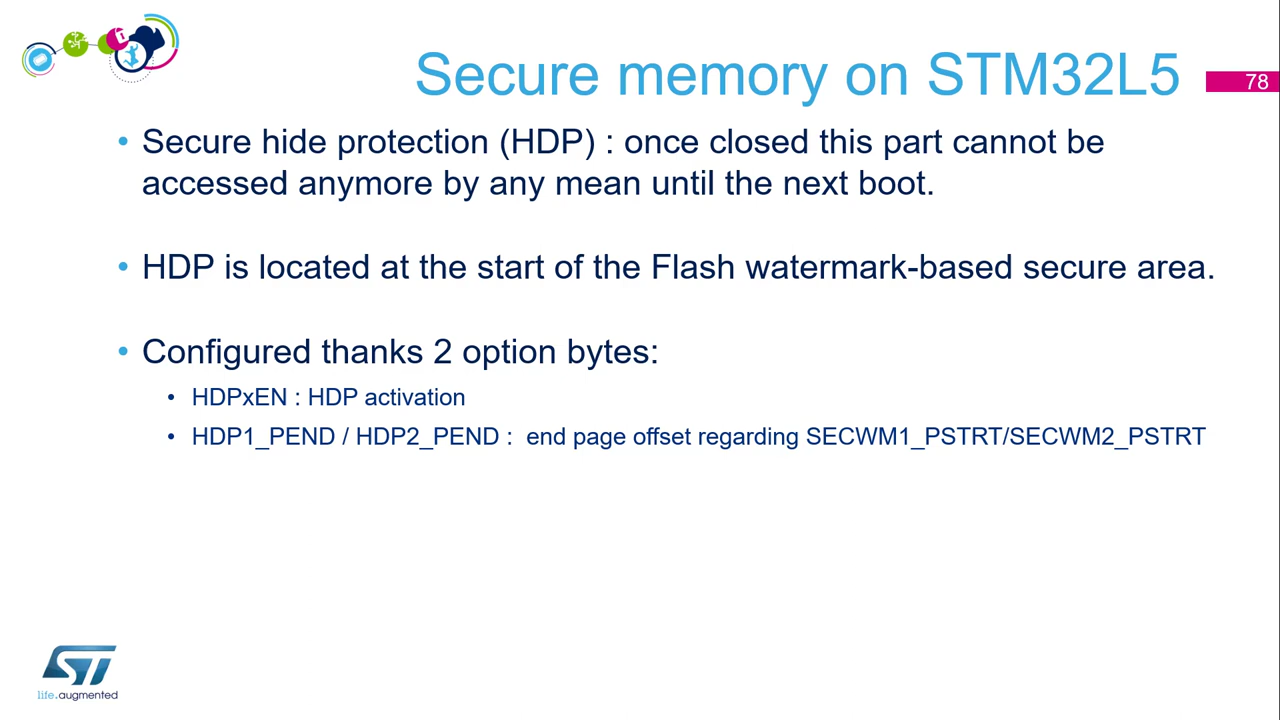 Secure memory on STM32L5
78
• Secure hide protection (HDP) : once closed this part cannot be
accessed anymore by any mean until the next boot.
• HDP is located at the start of the Flash watermark-based secure area.
• Configured thanks 2 option bytes:
• HDPxEN : HDP activation
• HDP1_PEND / HDP2_PEND : end page offset regarding SECWM1_PSTRT/SECWM2_PSTRT
ST
life.augmented